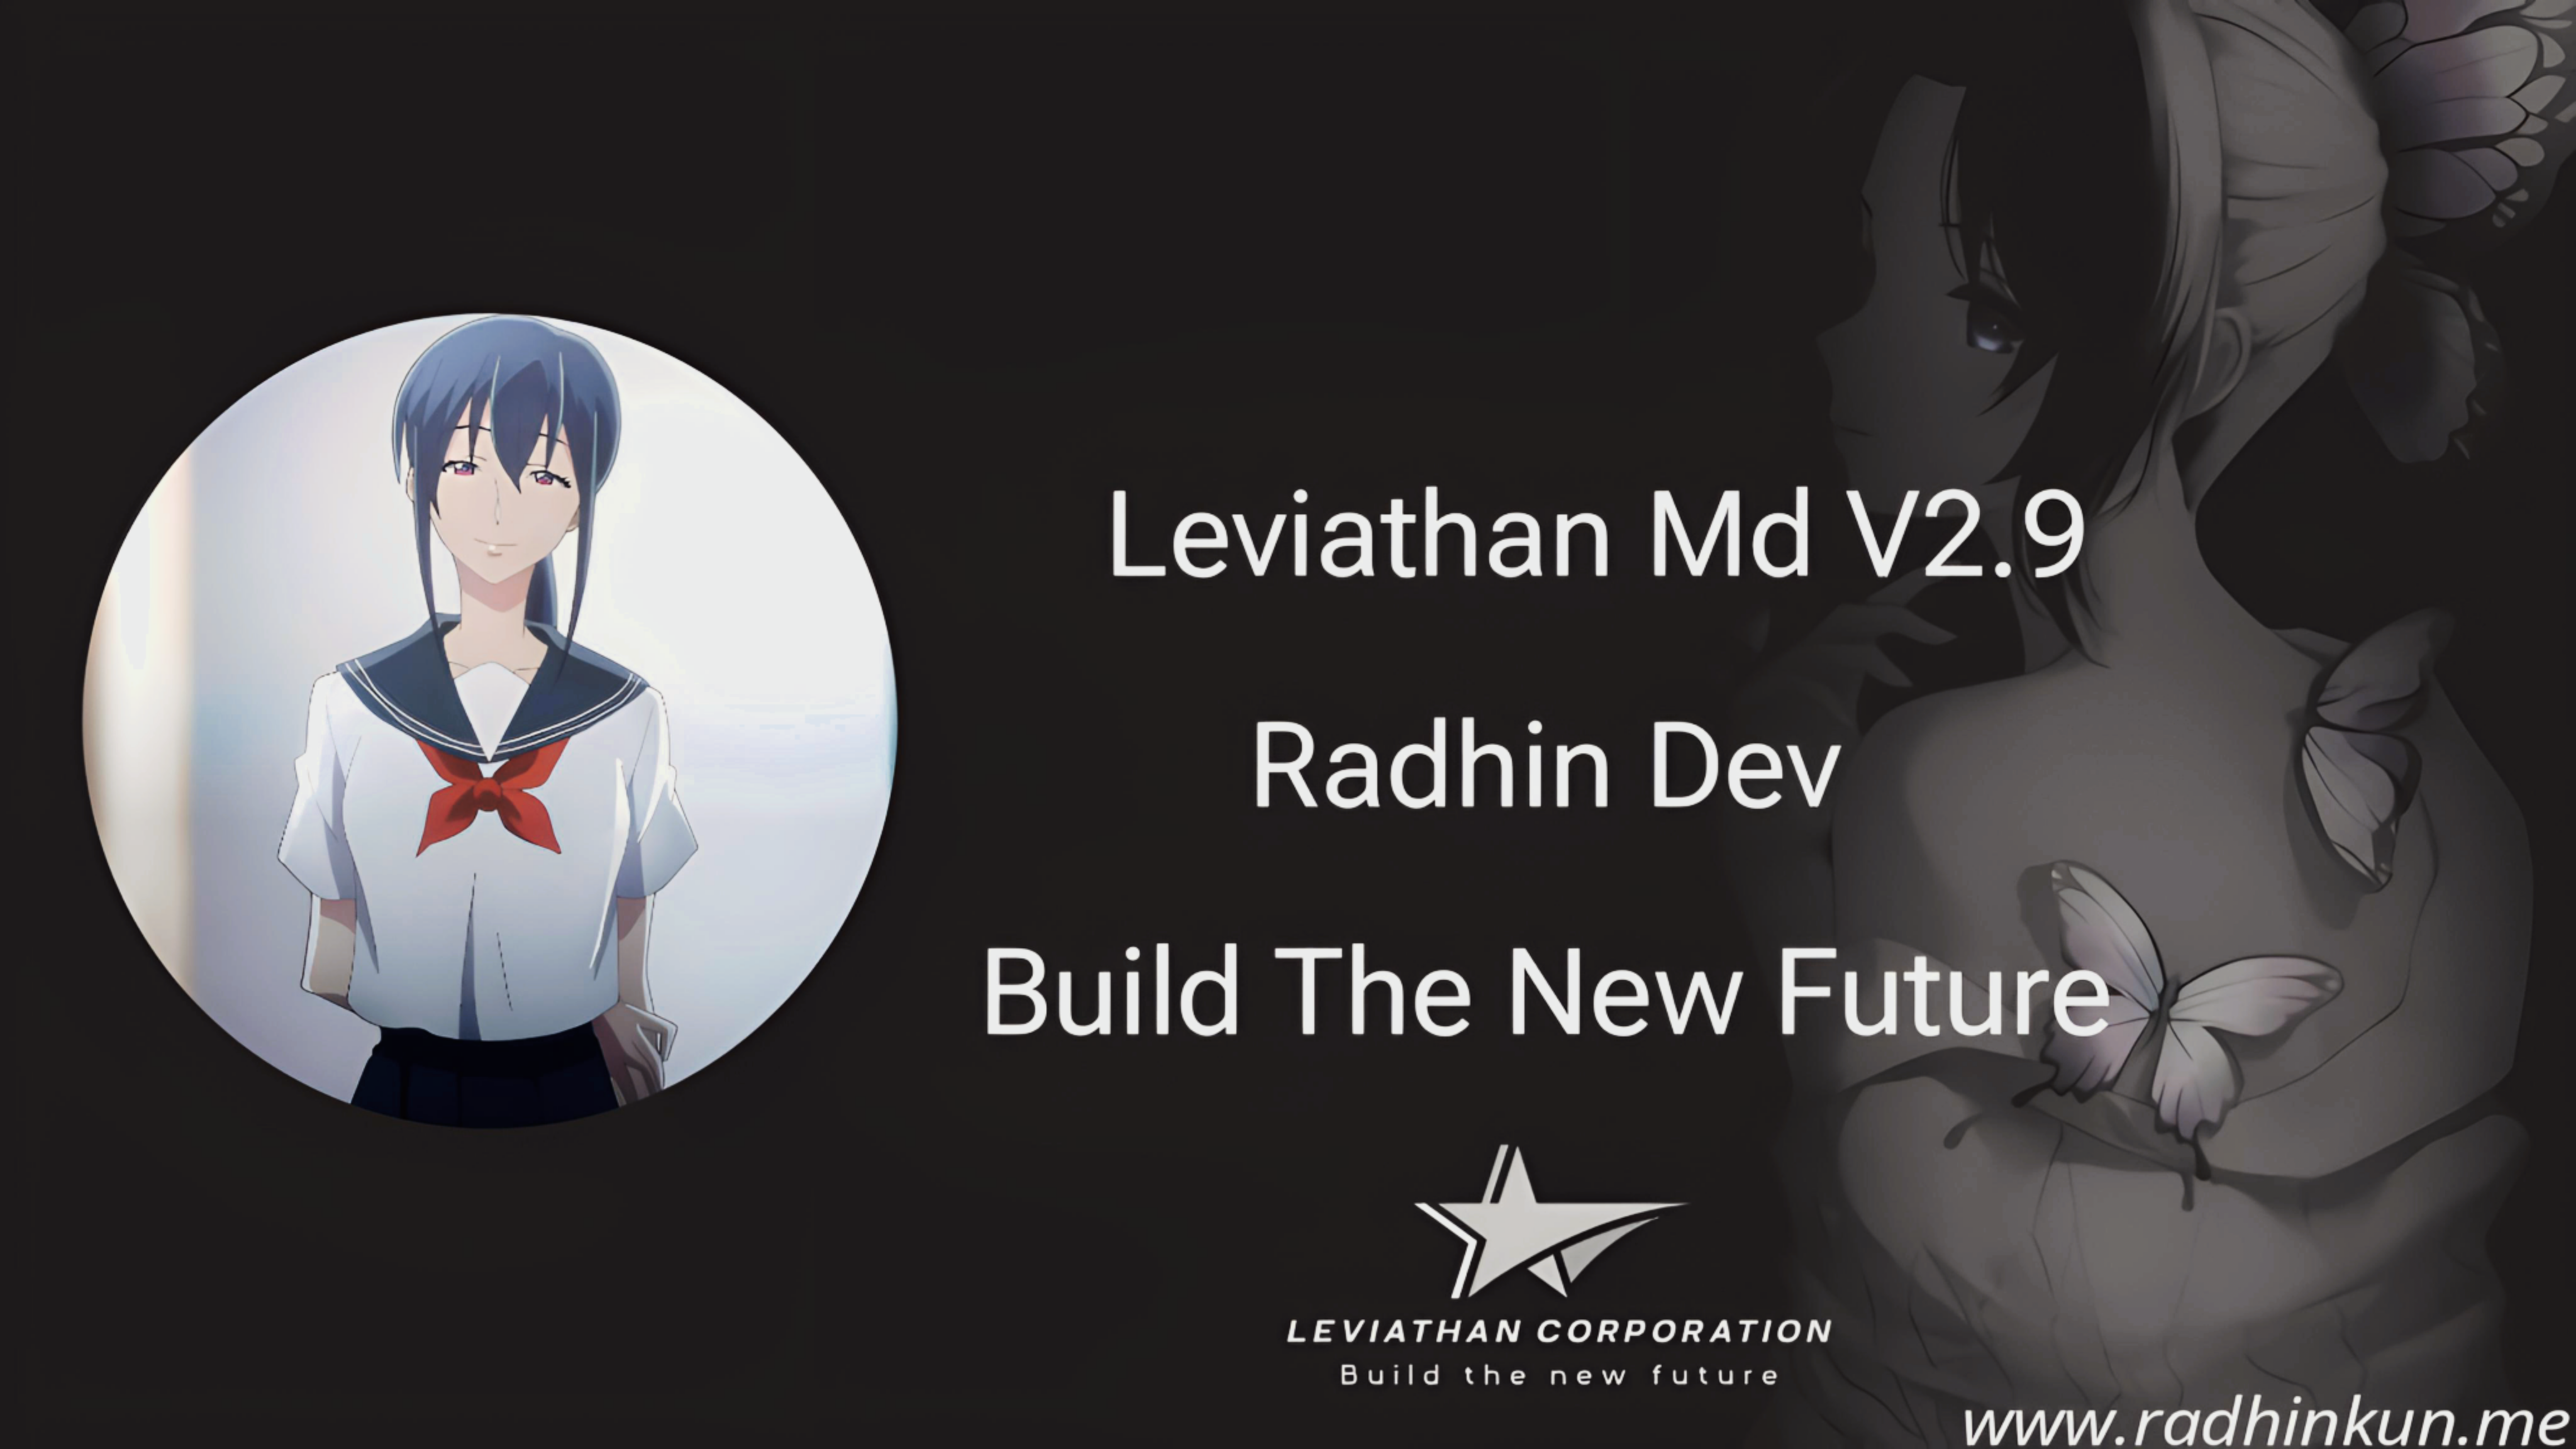 Leviathan Md V2.9
Radhin Dev
Build The New Future
LEVIATHAN CORPORATION
Build the new future
www.radhinkun.me